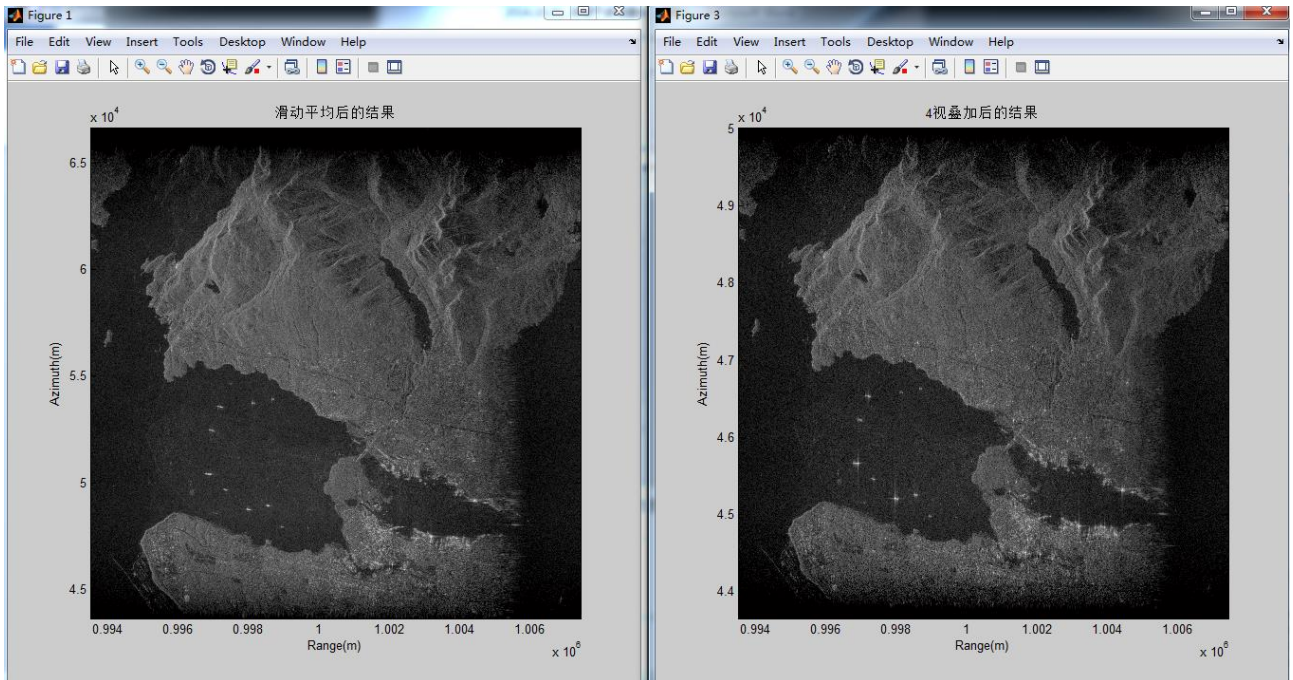 Figure 1
File Edit View Insert Tools Desktop Window Help
滑动平均后的结果
x 10^4
6.5
6
5.5
5
4.5
Azimuth(m)
0.994 0.996 0.998 1 1.002 1.004 1.006
Range(m)
x 10^6
Figure 3
File Edit View Insert Tools Desktop Window Help
4视叠加后的结果
x 10^4
5
4.9
4.8
4.7
4.6
4.5
4.4
Azimuth(m)
0.994 0.996 0.998 1 1.002 1.004 1.006
Range(m)
x 10^6